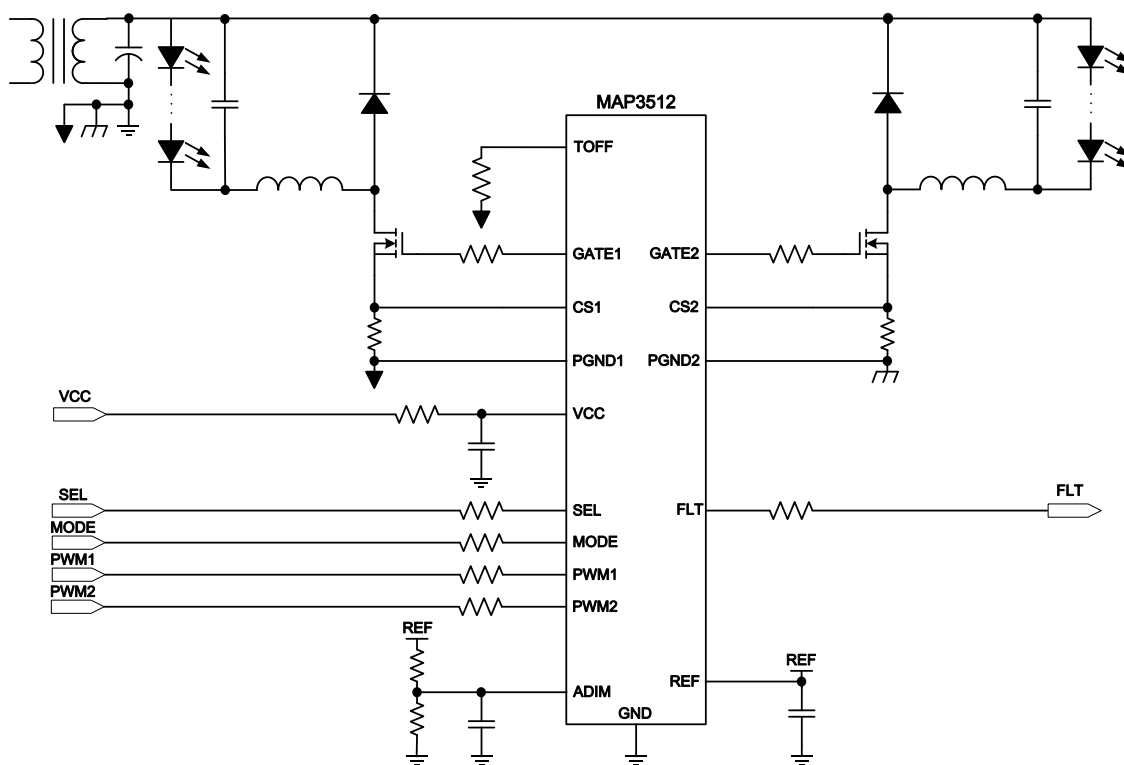 MAP3512
TOFF
GATE1
GATE2
CS1
CS2
PGND1
PGND2
VCC
VCC
SEL
SEL
FLT
FLT
MODE
MODE
PWM1
PWM1
PWM2
PWM2
REF
ADIM
REF
REF
GND